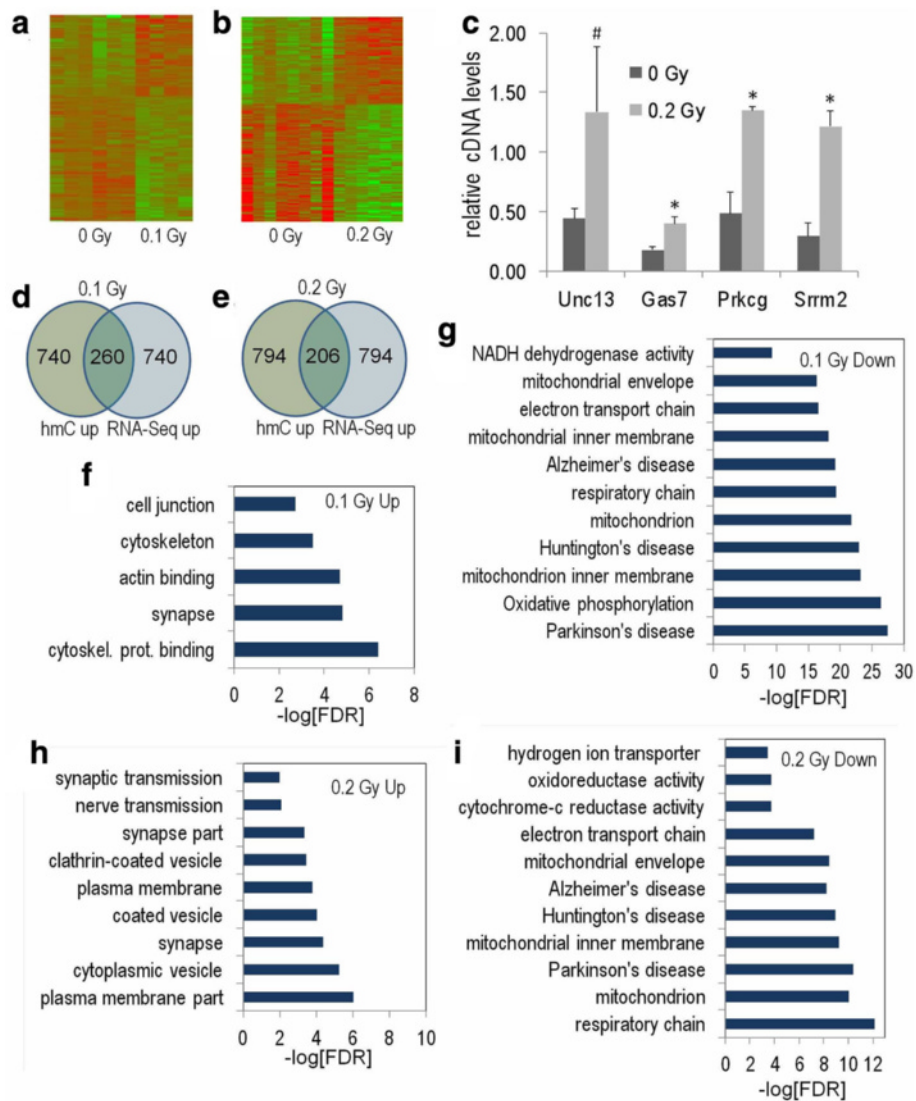 a
b
0 Gy
0.1 Gy
0 Gy
0.2 Gy
c
relative cDNA levels
2.00
1.50
1.00
0.50
0.00
0 Gy
0.2 Gy
#
*
*
*
Unc13
Gas7
Prkcg
Srrm2
d
0.1 Gy
740
260
740
hmC up
RNA-Seq up
e
0.2 Gy
794
206
794
hmC up
RNA-Seq up
f
0.1 Gy Up
cell junction
cytoskeleton
actin binding
synapse
cytoskel. prot. binding
0 2 4 6 8
-log[FDR]
g
0.1 Gy Down
NADH dehydrogenase activity
mitochondrial envelope
electron transport chain
mitochondrial inner membrane
Alzheimer's disease
respiratory chain
mitochondrion
Huntington's disease
mitochondrion inner membrane
Oxidative phosphorylation
Parkinson's disease
0 5 10 15 20 25 30
-log[FDR]
h
0.2 Gy Up
synaptic transmission
nerve transmission
synapse part
clathrin-coated vesicle
plasma membrane
coated vesicle
synapse
cytoplasmic vesicle
plasma membrane part
0 2 4 6 8 10
-log[FDR]
i
0.2 Gy Down
hydrogen ion transporter
oxidoreductase activity
cytochrome-c reductase activity
electron transport chain
mitochondrial envelope
Alzheimer's disease
Huntington's disease
mitochondrial inner membrane
Parkinson's disease
mitochondrion
respiratory chain
0 2 4 6 8 10 12
-log[FDR]